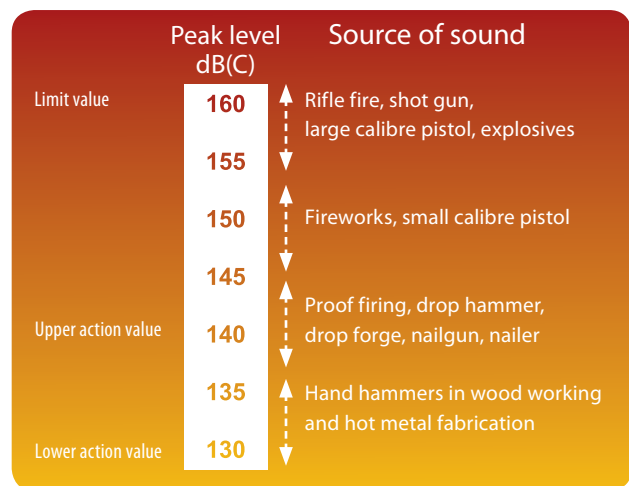 Peak level
dB(C)
Source of sound
Limit value
160
Rifle fire, shot gun,
large calibre pistol, explosives
155
150
Fireworks, small calibre pistol
145
Proof firing, drop hammer,
drop forge, nailgun, nailer
Upper action value
140
135
Hand hammers in wood working
and hot metal fabrication
Lower action value
130